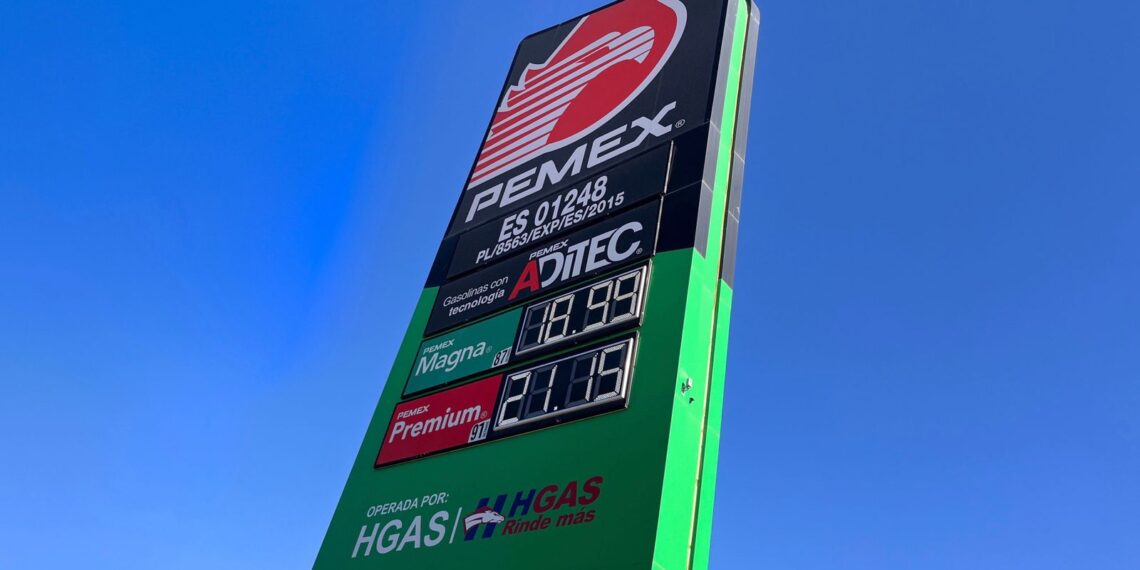 PEMEX®
ES 01248
PL/8563/EXP/ES/2015
Gasolinas con
tecnología
PEMEX
ADITEC®
PEMEX
Magna® 87
18.99
PEMEX
Premium® 91
21.15
OPERADA POR:
HGAS | H HGAS
Rinde más